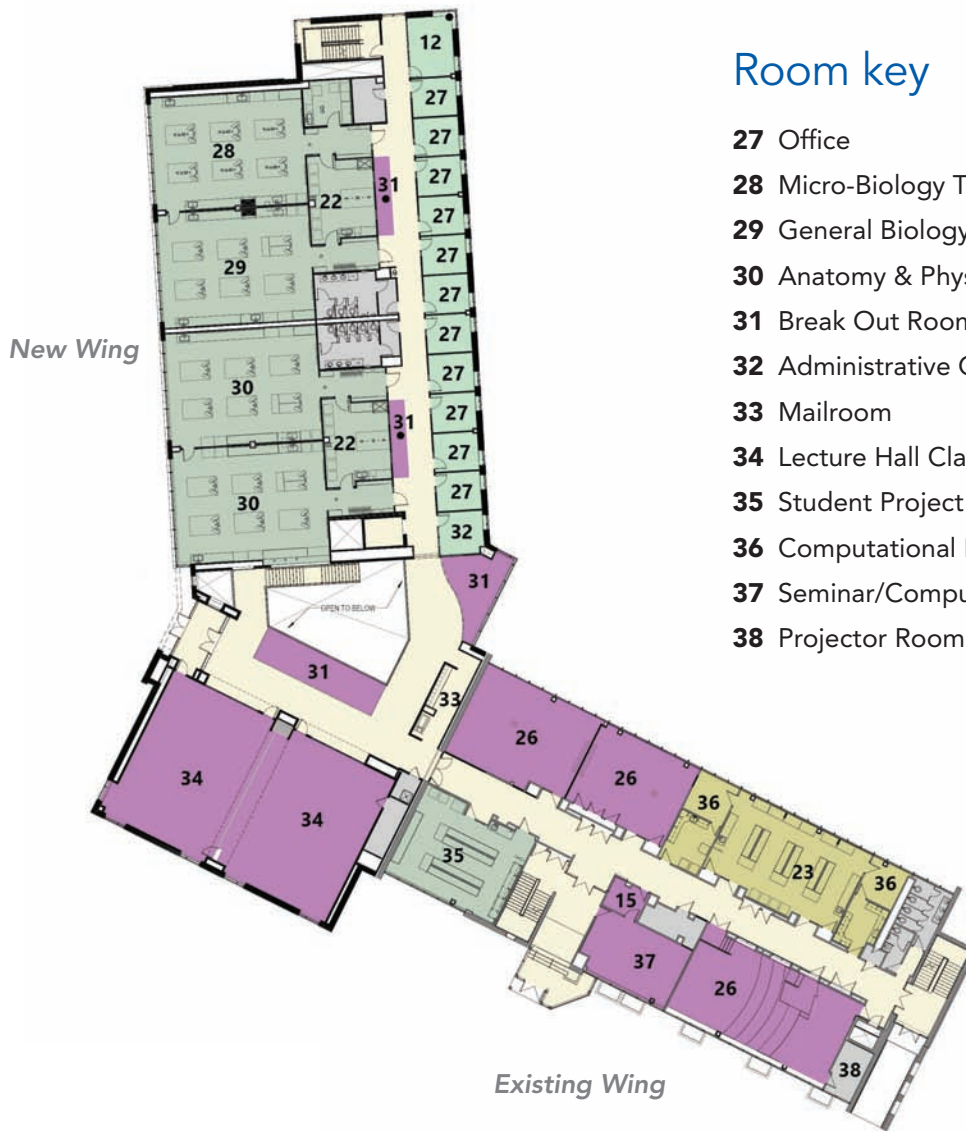 Room key
27 Office
28 Micro-Biology T
29 General Biology
30 Anatomy & Phys
31 Break Out Room
32 Administrative
33 Mailroom
34 Lecture Hall Cla
35 Student Project
36 Computational
37 Seminar/Compu
38 Projector Room
12
27
27
28
27
31
22
27
27
29
27
27
New Wing
27
30
31
27
22
27
30
27
32
31
OPEN TO BELOW
31
33
26
34
26
34
36
35
23
36
15
37
26
38
Existing Wing